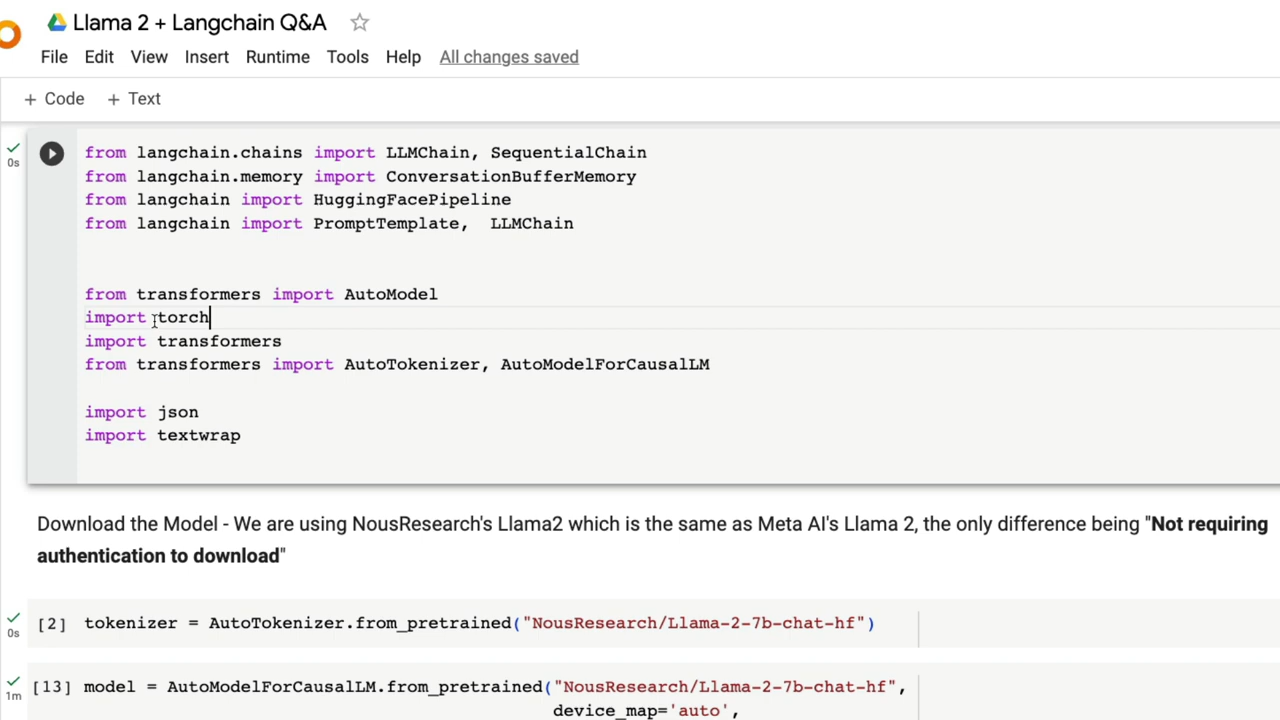 Llama 2 + Langchain Q&A
File Edit View Insert Runtime Tools Help All changes saved
+ Code + Text
0s
from langchain.chains import LLMChain, SequentialChain
from langchain.memory import ConversationBufferMemory
from langchain import HuggingFacePipeline
from langchain import PromptTemplate,  LLMChain
from transformers import AutoModel
import torch
import transformers
from transformers import AutoTokenizer, AutoModelForCausalLM
import json
import textwrap
Download the Model - We are using NousResearch's Llama2 which is the same as Meta AI's Llama 2, the only difference being "Not requiring
authentication to download"
0s [2] tokenizer = AutoTokenizer.from_pretrained("NousResearch/Llama-2-7b-chat-hf")
1m [13] model = AutoModelForCausalLM.from_pretrained("NousResearch/Llama-2-7b-chat-hf",
device_map='auto',